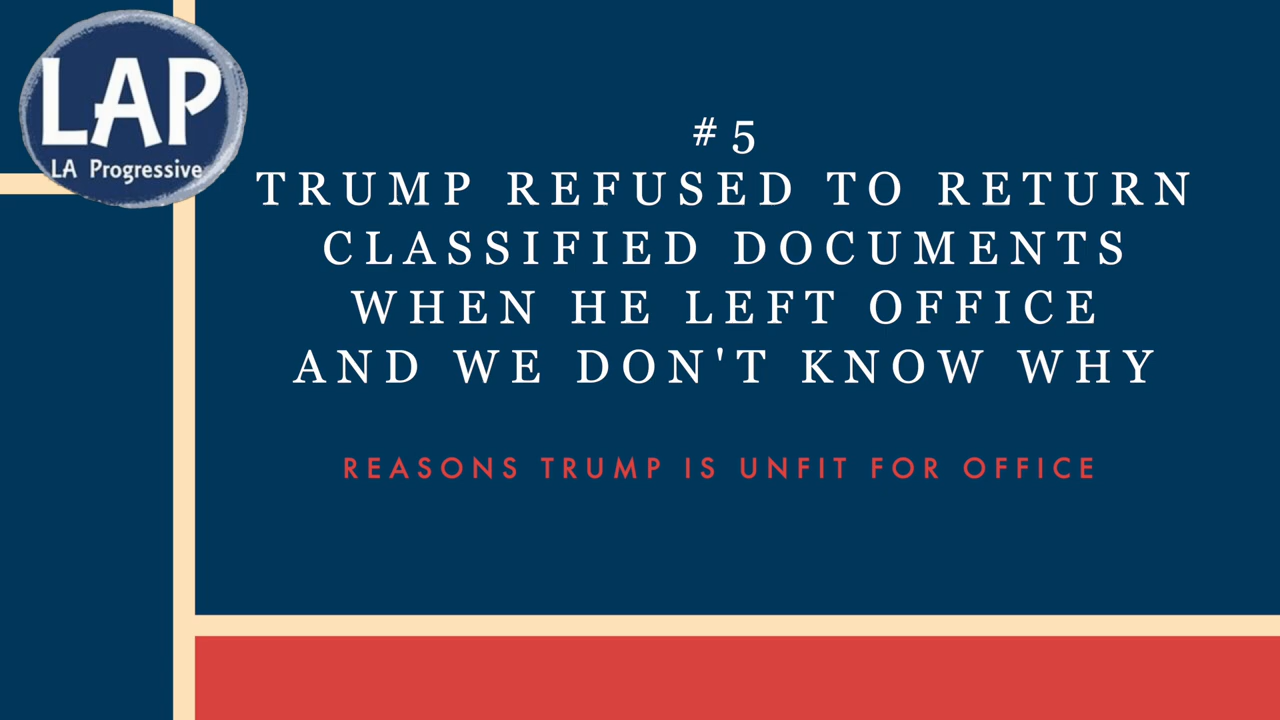 LAP
LA Progressive
# 5
TRUMP REFUSED TO RETURN
CLASSIFIED DOCUMENTS
WHEN HE LEFT OFFICE
AND WE DON'T KNOW WHY
REASONS TRUMP IS UNFIT FOR OFFICE